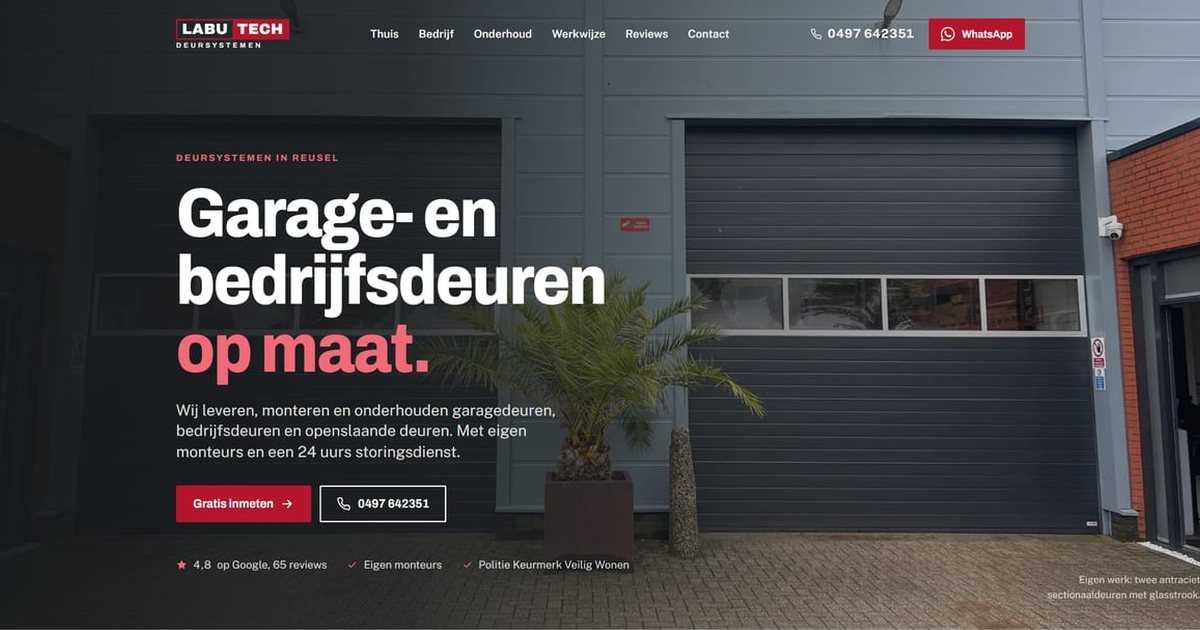 LABU TECH
DEURSYSTEMEN
Thuis Bedrijf Onderhoud Werkwijze Reviews Contact
0497 642351
WhatsApp
DEURSYSTEMEN IN REUSEL
Garage- en
bedrijfsdeuren
op maat.
Wij leveren, monteren en onderhouden garagedeuren,
bedrijfsdeuren en openslaande deuren. Met eigen
monteurs en een 24 uurs storingsdienst.
Gratis inmeten →
0497 642351
4,8 op Google, 65 reviews
Eigen monteurs
Politie Keurmerk Veilig Wonen
Eigen werk: twee antraciet
sectionaaldeuren met glasstrook.